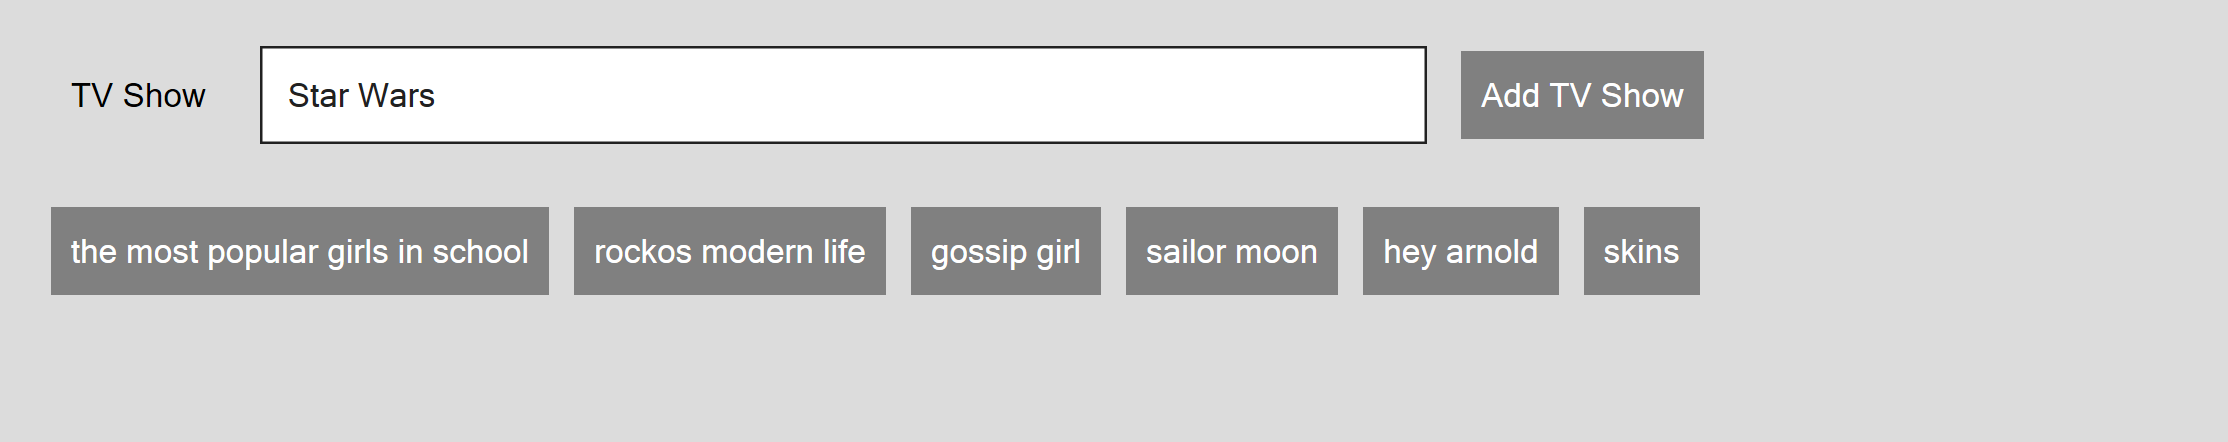 TV Show Star Wars Add TV Show
the most popular girls in school rockos modern life gossip girl sailor moon hey arnold skins